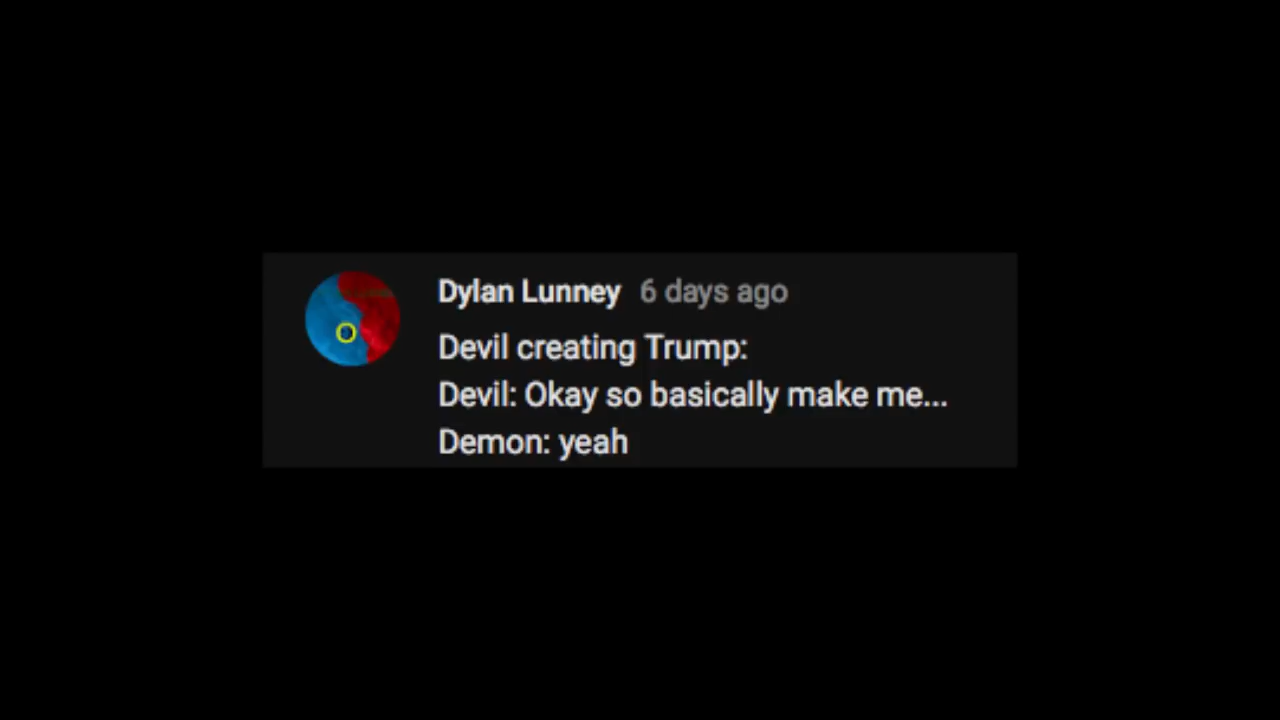 Dylan Lunney 6 days ago
Devil creating Trump:
Devil: Okay so basically make me...
Demon: yeah